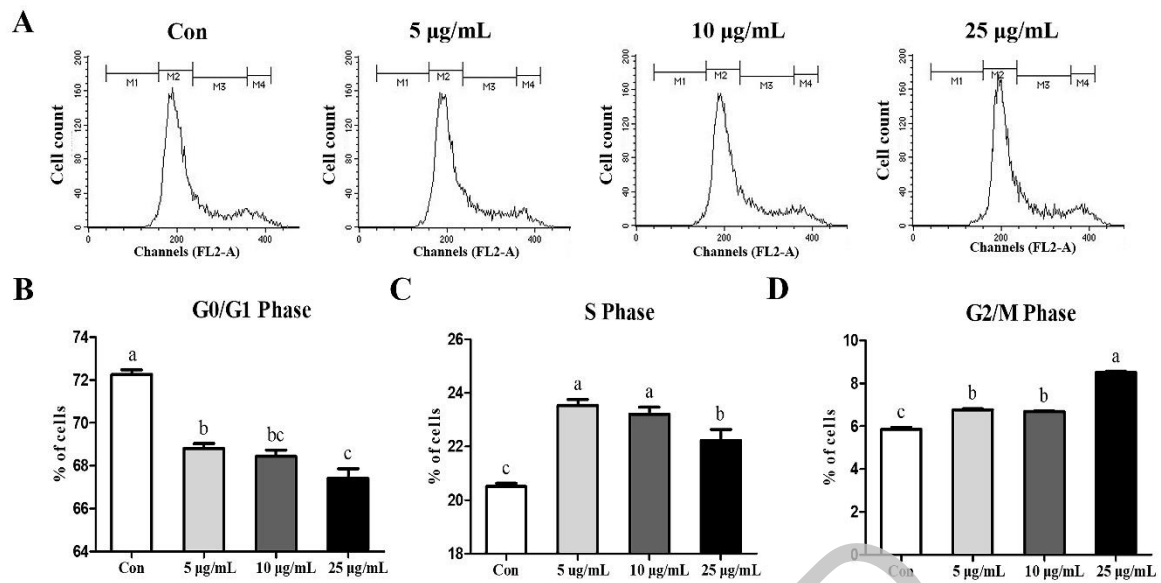 A
Con
5 µg/mL
10 µg/mL
25 µg/mL
Cell count
200
160
120
80
40
0
M1
M2
M3
M4
0
200
400
Channels (FL2-A)
Cell count
200
160
120
80
40
0
M1
M2
M3
M4
0
200
400
Channels (FL2-A)
Cell count
200
160
120
80
40
0
M1
M2
M3
M4
0
200
400
Channels (FL2-A)
Cell count
200
160
120
80
40
0
M1
M2
M3
M4
0
200
400
Channels (FL2-A)
B
G0/G1 Phase
% of cells
74
72
70
68
66
64
a
b
bc
c
Con
5 µg/mL
10 µg/mL
25 µg/mL
C
S Phase
% of cells
26
24
22
20
18
c
a
a
b
Con
5 ug/mL
10 µg/mL
25 µg/mL
D
G2/M Phase
% of cells
10
8
6
4
2
0
c
b
b
a
Con
5 µg/mL
10 µg/mL
25 µg/mL